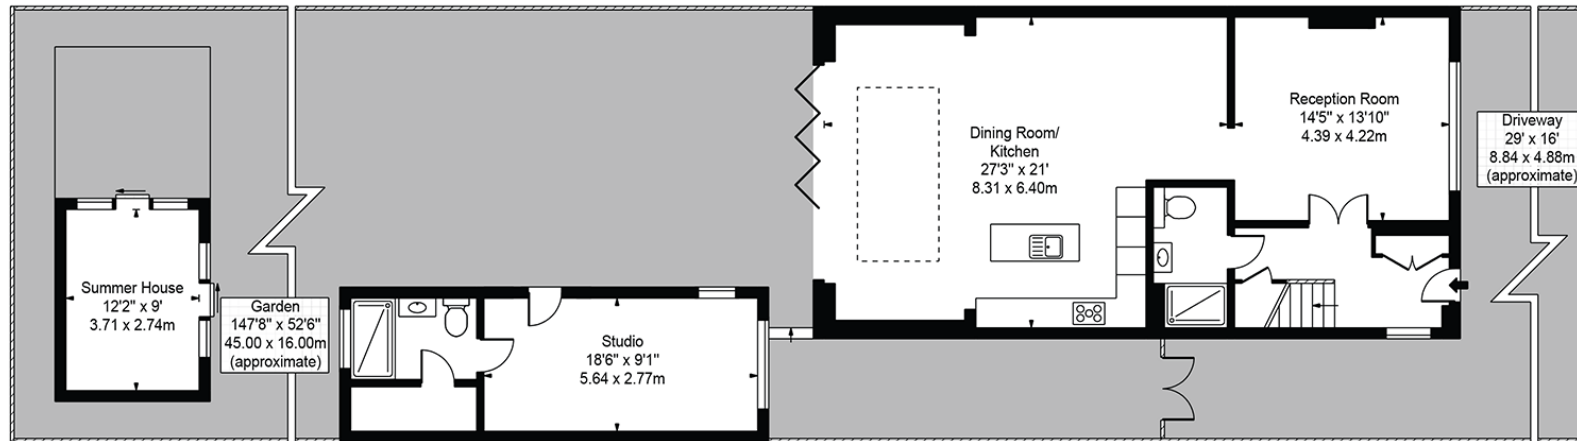 Summer House
12'2" x 9'
3.71 x 2.74m
Garden
147'8" x 52'6"
45.00 x 16.00m
(approximate)
Studio
18'6" x 9'1"
5.64 x 2.77m
Dining Room/
Kitchen
27'3" x 21'
8.31 x 6.40m
Reception Room
14'5" x 13'10"
4.39 x 4.22m
Driveway
29' x 16'
8.84 x 4.88m
(approximate)